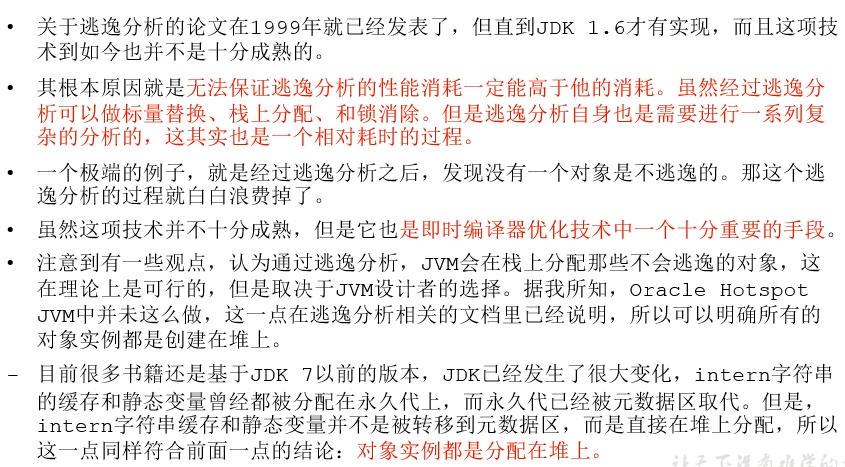 • 关于逃逸分析的论文在1999年就已经发表了，但直到JDK 1.6才有实现，而且这项技
术到如今也并不是十分成熟的。
• 其根本原因就是无法保证逃逸分析的性能消耗一定能高于他的消耗。虽然经过逃逸分
析可以做标量替换、栈上分配、和锁消除。但是逃逸分析自身也是需要进行一系列复
杂的分析的，这其实也是一个相对耗时的过程。
• 一个极端的例子，就是经过逃逸分析之后，发现没有一个对象是不逃逸的。那这个逃
逸分析的过程就白白浪费掉了。
• 虽然这项技术并不十分成熟，但是它也是即时编译器优化技术中一个十分重要的手段。
• 注意到有一些观点，认为通过逃逸分析，JVM会在栈上分配那些不会逃逸的对象，这
在理论上是可行的，但是取决于JVM设计者的选择。据我所知，Oracle Hotspot
JVM中并未这么做，这一点在逃逸分析相关的文档里已经说明，所以可以明确所有的
对象实例都是创建在堆上。
– 目前很多书籍还是基于JDK 7以前的版本，JDK已经发生了很大变化，intern字符串
的缓存和静态变量曾经都被分配在永久代上，而永久代已经被元数据区取代。但是，
intern字符串缓存和静态变量并不是被转移到元数据区，而是直接在堆上分配，所以
这一点同样符合前面一点的结论：对象实例都是分配在堆上。